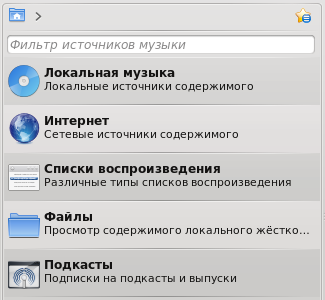 Фильтр источников музыки
Локальная музыка
Локальные источники содержимого
Интернет
Сетевые источники содержимого
Списки воспроизведения
Различные типы списков воспроизведения
Файлы
Просмотр содержимого локального жёстко...
Подкасты
Подписки на подкасты и выпуски